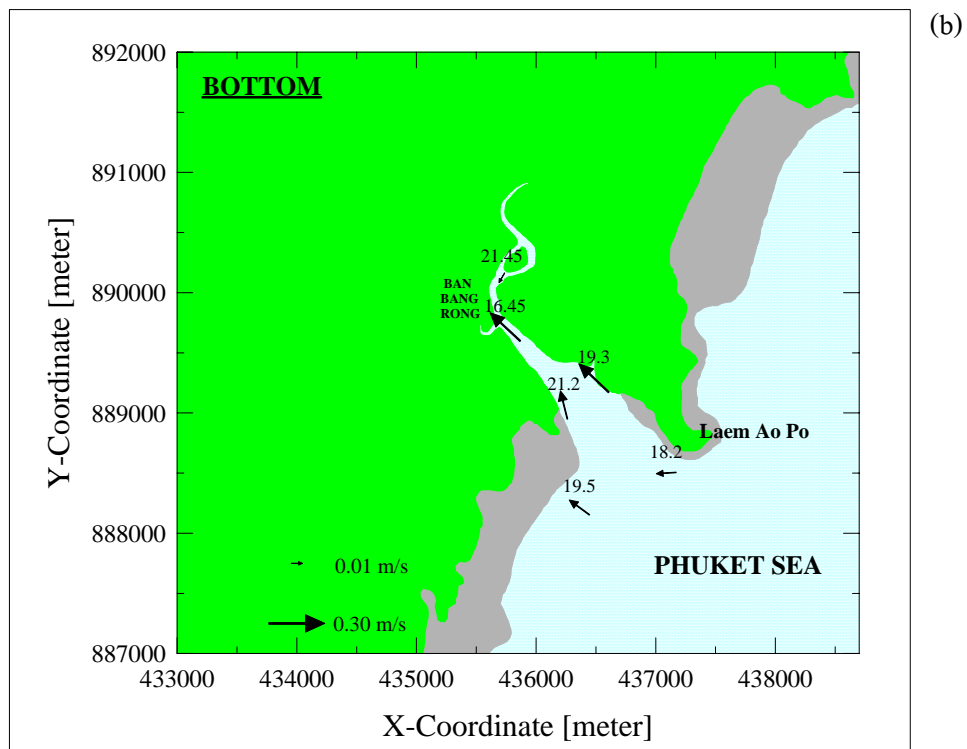 (b)
892000
BOTTOM
891000
21.45
890000
BAN
BANG
RONG
16.45
19.3
21.2
889000
Laem Ao Po
18.2
19.5
888000
0.01 m/s
PHUKET SEA
0.30 m/s
887000
433000 434000 435000 436000 437000 438000
X-Coordinate [meter]
Y-Coordinate [meter]